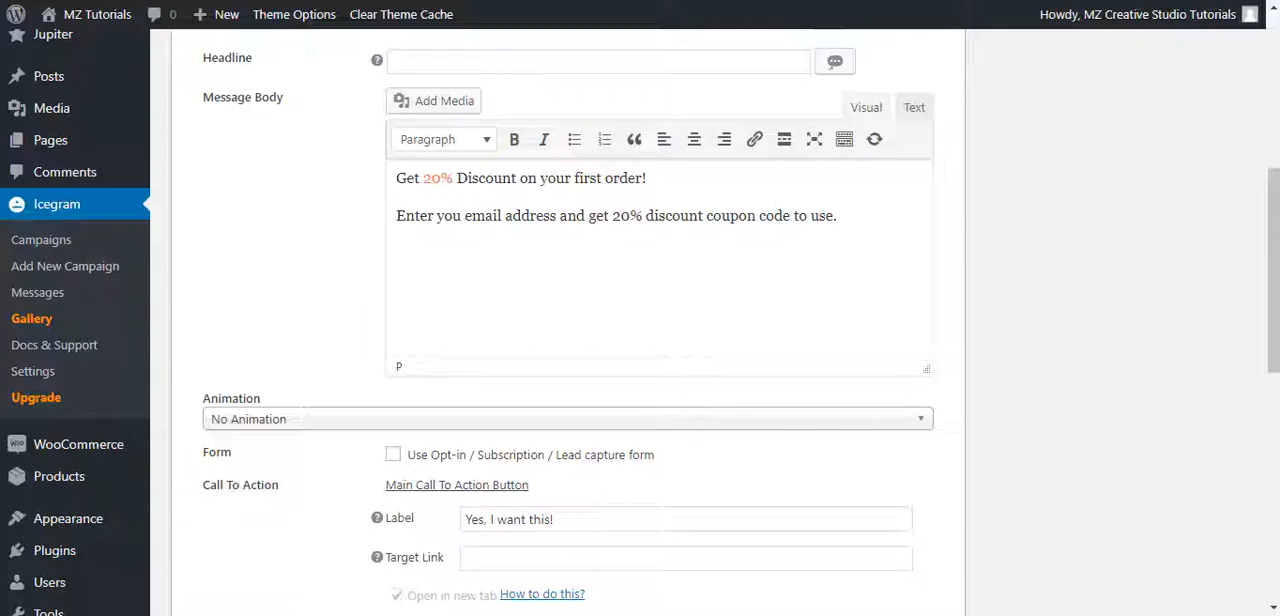 MZ Tutorials 0 New Theme Options Clear Theme Cache Howdy, MZ Creative Studio Tutorials
Jupiter
Posts
Media
Pages
Comments
Icegram
Campaigns
Add New Campaign
Messages
Gallery
Docs & Support
Settings
Upgrade
WooCommerce
Products
Appearance
Plugins
Users
Tools
Headline
Message Body
Add Media
Visual Text
Paragraph B I
Get 20% Discount on your first order!
Enter you email address and get 20% discount coupon code to use.
P
Animation
No Animation
Form Use Opt-in / Subscription / Lead capture form
Call To Action Main Call To Action Button
Label Yes, I want this!
Target Link
Open in new tab How to do this?